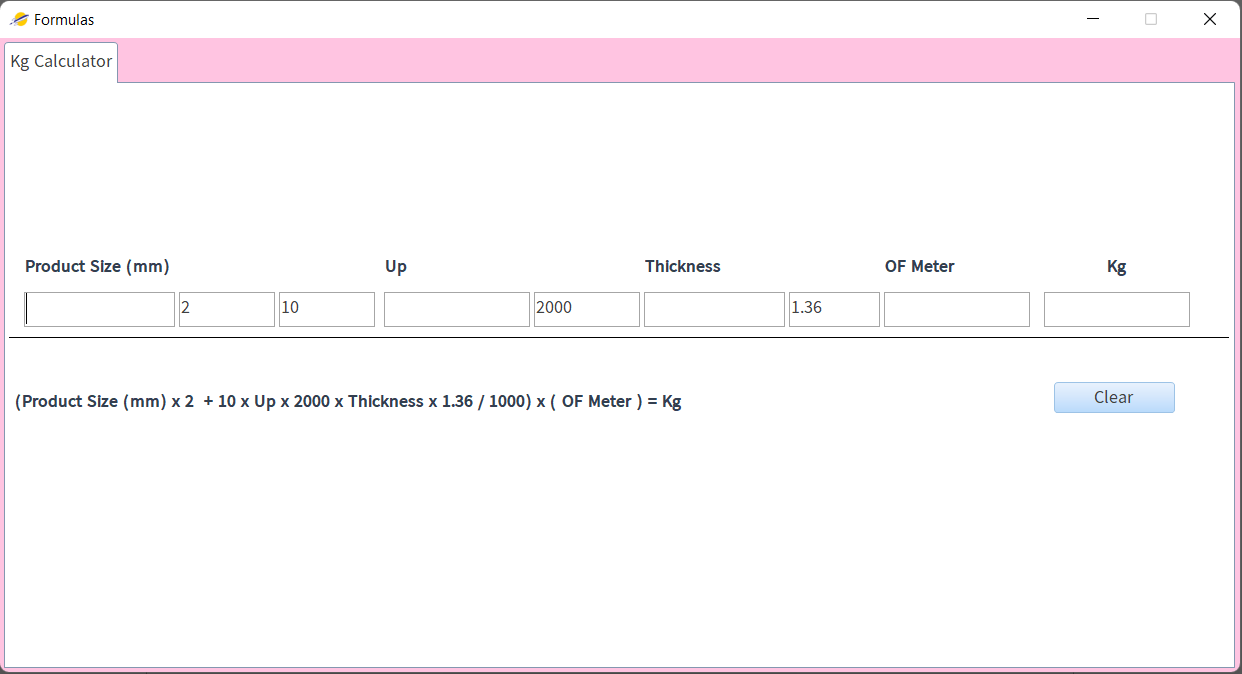 Formulas
Kg Calculator
Product Size (mm) Up Thickness OF Meter Kg
2 10 2000 1.36
(Product Size (mm) x 2 + 10 x Up x 2000 x Thickness x 1.36 / 1000) x ( OF Meter ) = Kg
Clear